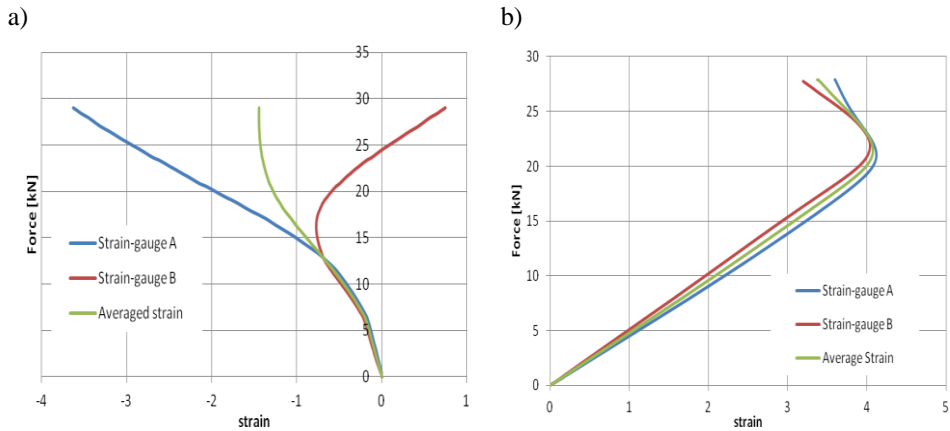 a)
35
30
25
20
15
10
5
0
Force [kN]
Strain-gauge A
Strain-gauge B
Averaged strain
-4 -3 -2 -1 0 1
strain
b)
30
25
20
15
10
5
0
Force [kN]
Strain-gauge A
Strain-gauge B
Average Strain
0 1 2 3 4 5
strain